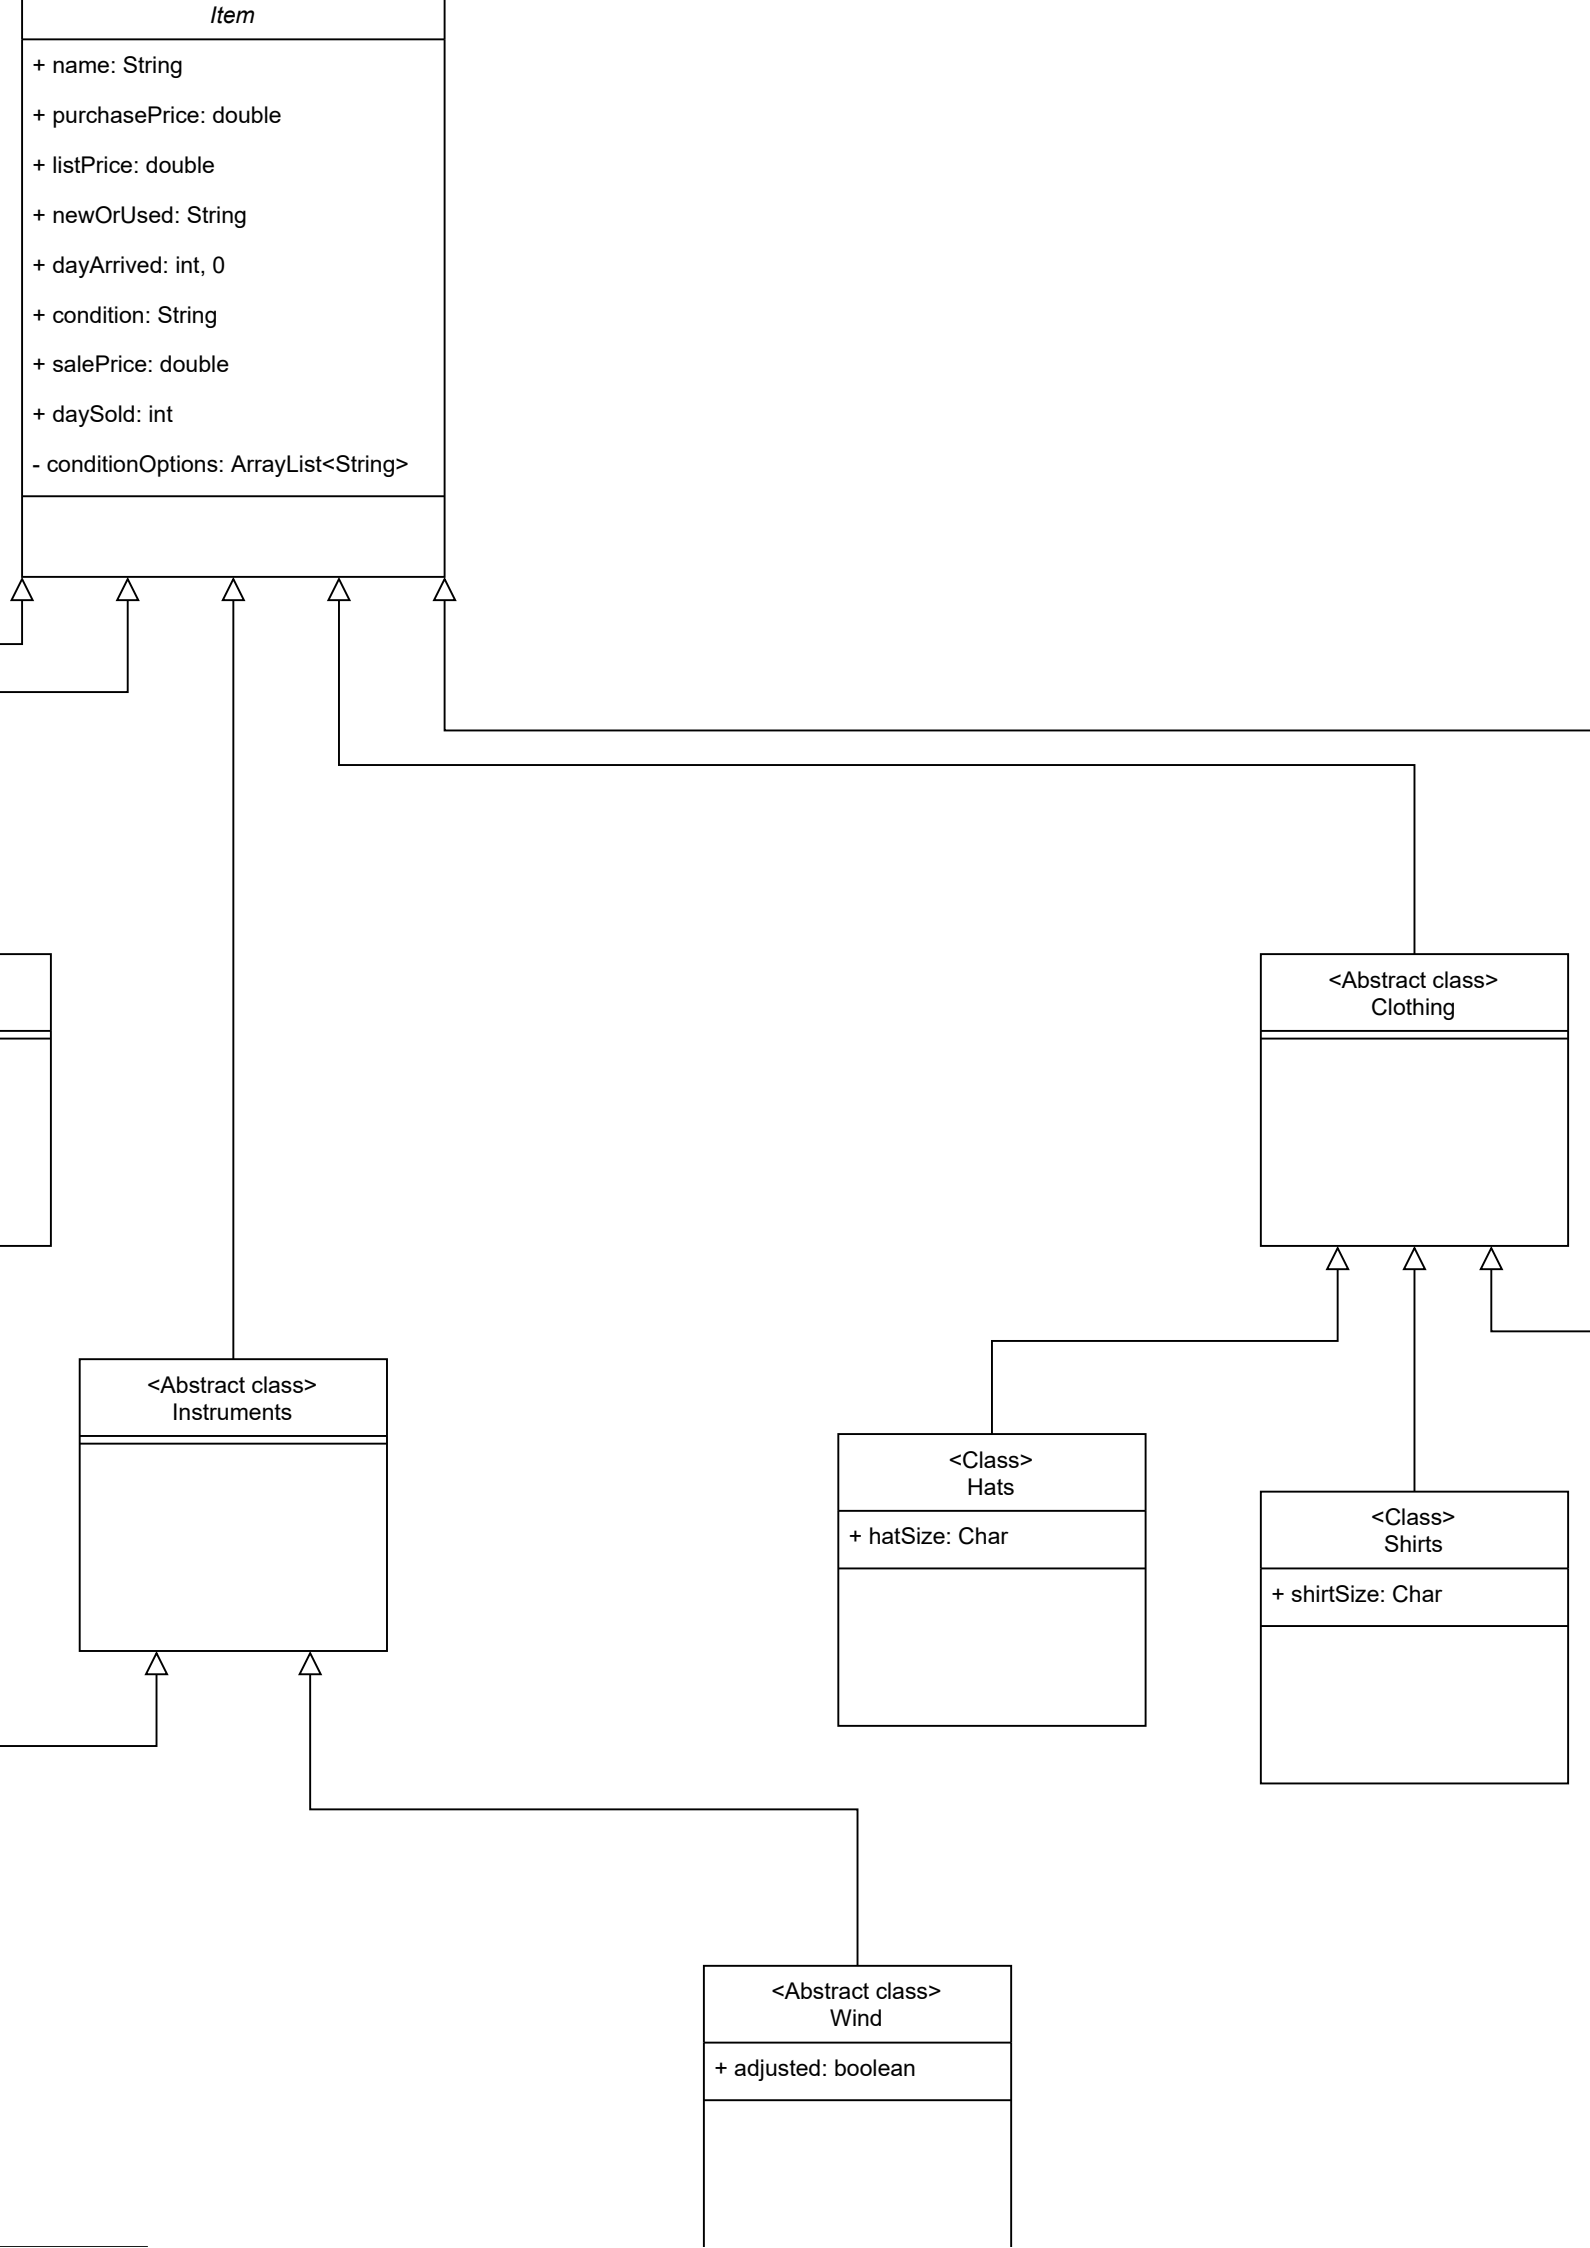 Item
+ name: String
+ purchasePrice: double
+ listPrice: double
+ newOrUsed: String
+ dayArrived: int, 0
+ condition: String
+ salePrice: double
+ daySold: int
- conditionOptions: ArrayList<String>
<Abstract class>
Clothing
<Abstract class>
Instruments
<Class>
Hats
+ hatSize: Char
<Class>
Shirts
+ shirtSize: Char
<Abstract class>
Wind
+ adjusted: boolean